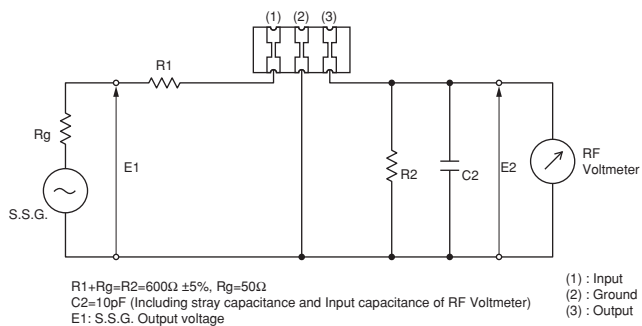 (1) (2) (3)
R1
Rg
E1
R2
C2
E2
RF
Voltmeter
S.S.G.
R1+Rg=R2=600Ω ±5%, Rg=50Ω
C2=10pF (Including stray capacitance and Input capacitance of RF Voltmeter)
E1: S.S.G. Output voltage
(1) : Input
(2) : Ground
(3) : Output